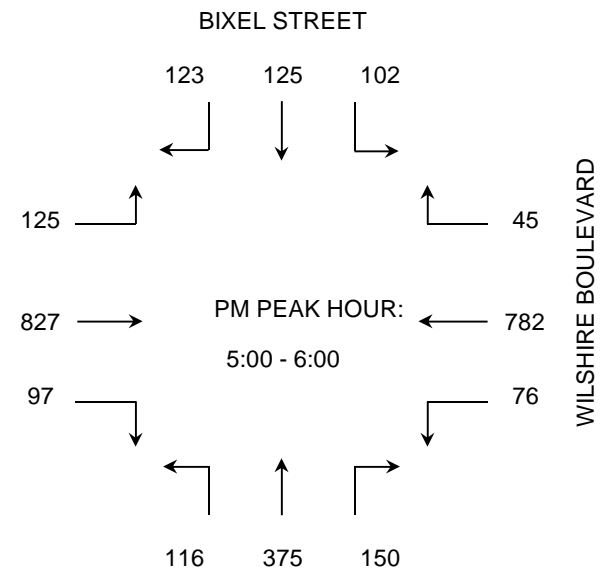 BIXEL STREET
123 125 102
125 45
WILSHIRE BOULEVARD
PM PEAK HOUR:
827 782
5:00 - 6:00
97 76
116 375 150